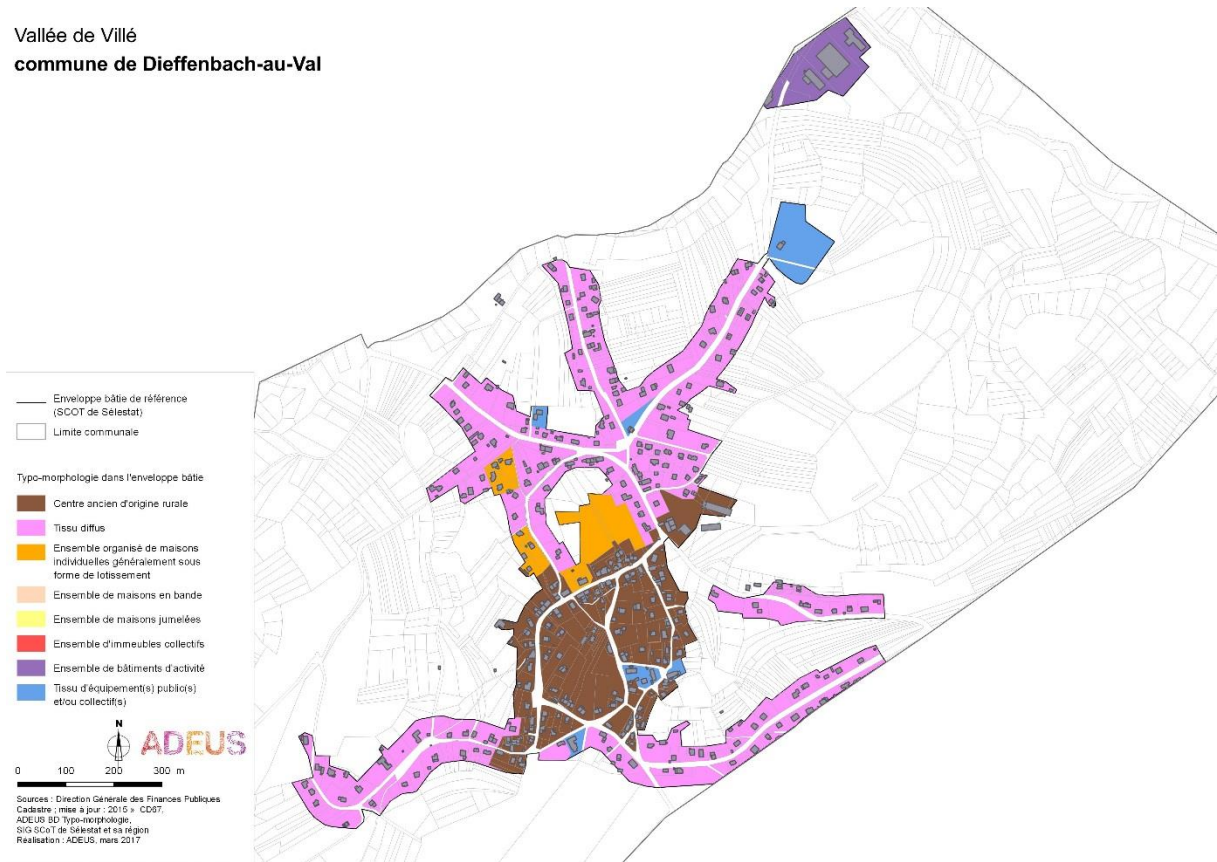 Vallée de Villé
commune de Dieffenbach-au-Val
Enveloppe bâtie de référence
(SCOT de Sélestat)
Limite communale
Typo-morphologie dans l'enveloppe bâtie
Centre ancien d'origine rurale
Tissu diffus
Ensemble organisé de maisons
individuelles généralement sous
forme de lotissement
Ensemble de maisons en bande
Ensemble de maisons jumelées
Ensemble d'immeubles collectifs
Ensemble de bâtiments d'activité
Tissu d'équipement(s) public(s)
et/ou collectif(s)
N
ADEUS
0 100 200 300 m
Sources : Direction Générale des Finances Publiques
Cadastre ; mise à jour : 2015 » CD67,
ADEUS BD Typo-morphologie,
SIG SCoT de Sélestat et sa région
Réalisation : ADEUS, mars 2017